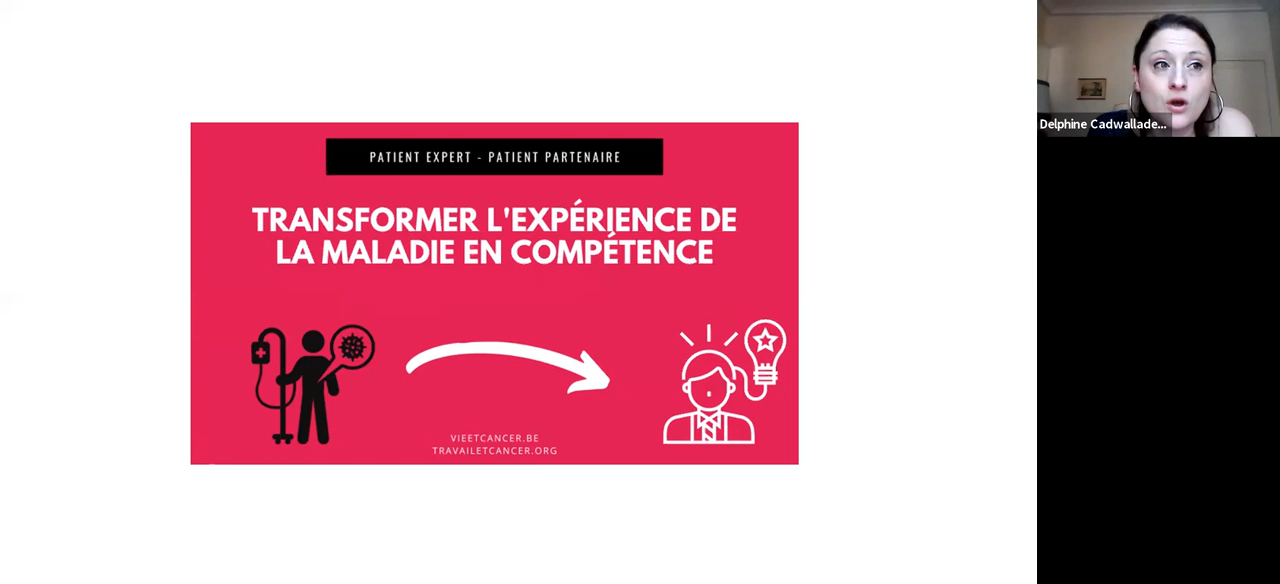 PATIENT EXPERT - PATIENT PARTENAIRE
TRANSFORMER L'EXPÉRIENCE DE
LA MALADIE EN COMPÉTENCE
VIEETCANCER.BE
TRAVAILETCANCER.ORG
Delphine Cadwallade...